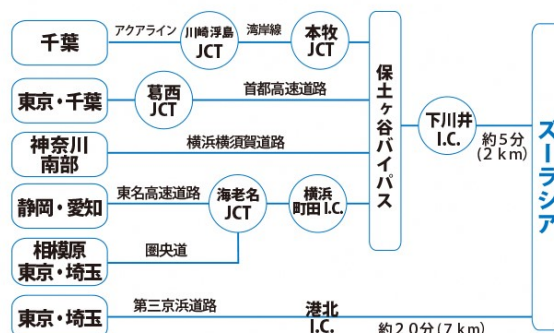 千葉
アクアライン
川崎浮島
JCT
湾岸線
本牧
JCT
東京・千葉
葛西
JCT
首都高速道路
神奈川
南部
横浜横須賀道路
静岡・愛知
東名高速道路
海老名
JCT
横浜
町田 I.C.
相模原
東京・埼玉
圏央道
保土ヶ谷バイパス
下川井
I.C.
約5分
(2 km)
東京・埼玉
第三京浜道路
港北
I.C.
約20分(7 km)
ズーラシア